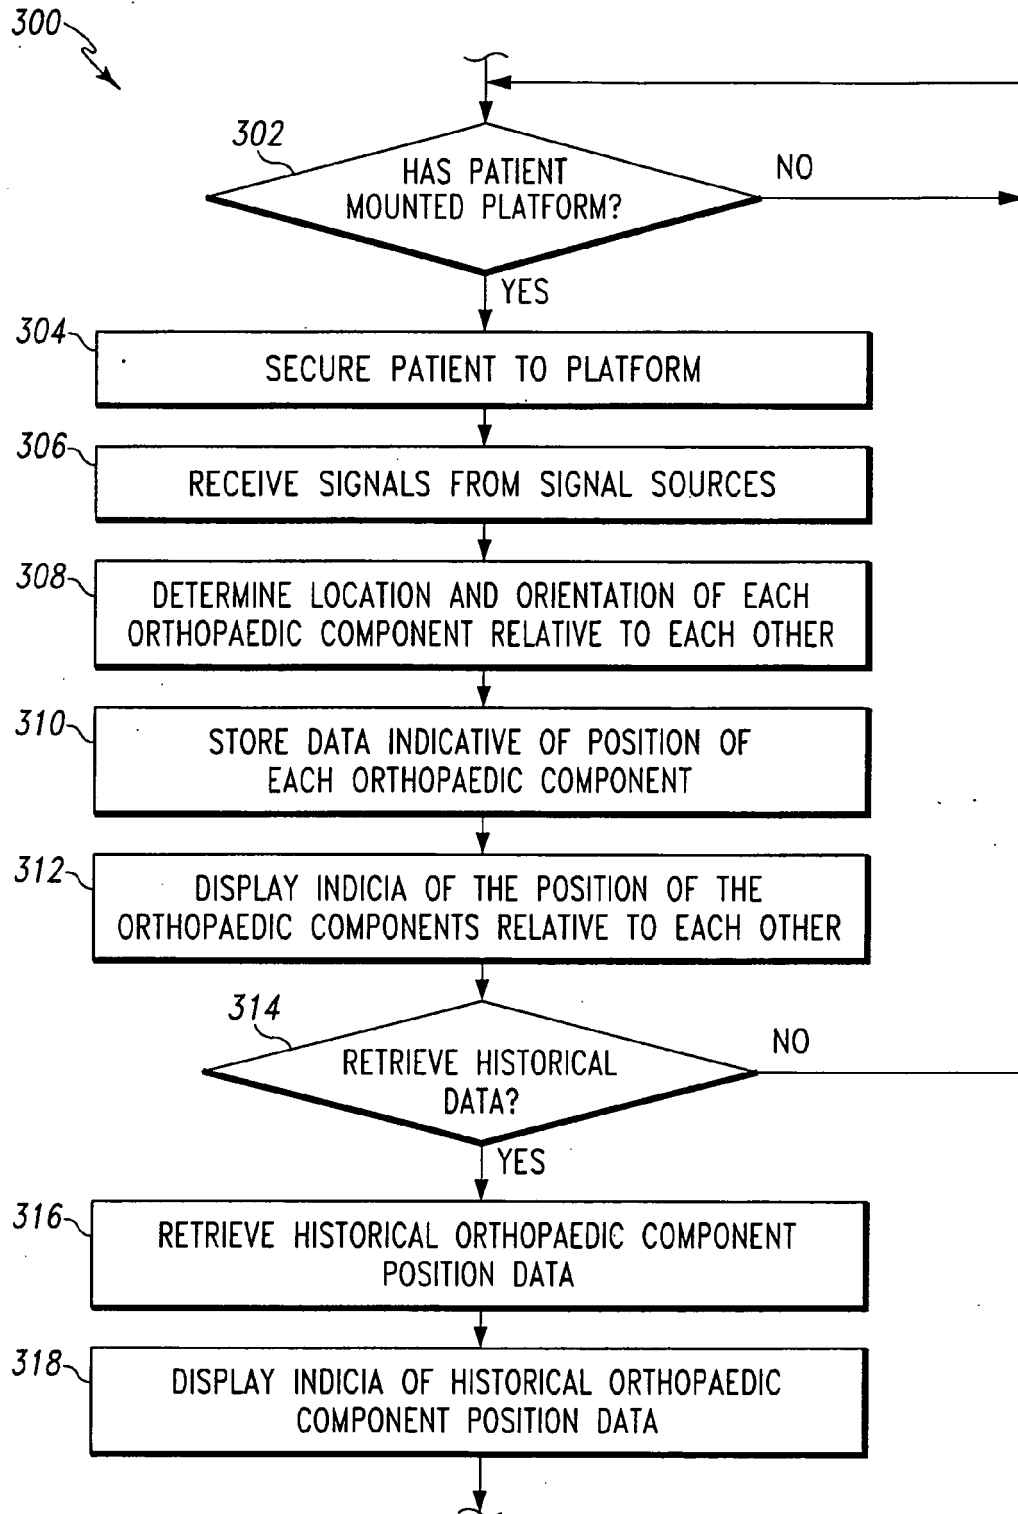 300
302
HAS PATIENT
MOUNTED PLATFORM?
NO
YES
304
SECURE PATIENT TO PLATFORM
306
RECEIVE SIGNALS FROM SIGNAL SOURCES
308
DETERMINE LOCATION AND ORIENTATION OF EACH
ORTHOPAEDIC COMPONENT RELATIVE TO EACH OTHER
310
STORE DATA INDICATIVE OF POSITION OF
EACH ORTHOPAEDIC COMPONENT
312
DISPLAY INDICIA OF THE POSITION OF THE
ORTHOPAEDIC COMPONENTS RELATIVE TO EACH OTHER
314
RETRIEVE HISTORICAL
DATA?
NO
YES
316
RETRIEVE HISTORICAL ORTHOPAEDIC COMPONENT
POSITION DATA
318
DISPLAY INDICIA OF HISTORICAL ORTHOPAEDIC
COMPONENT POSITION DATA